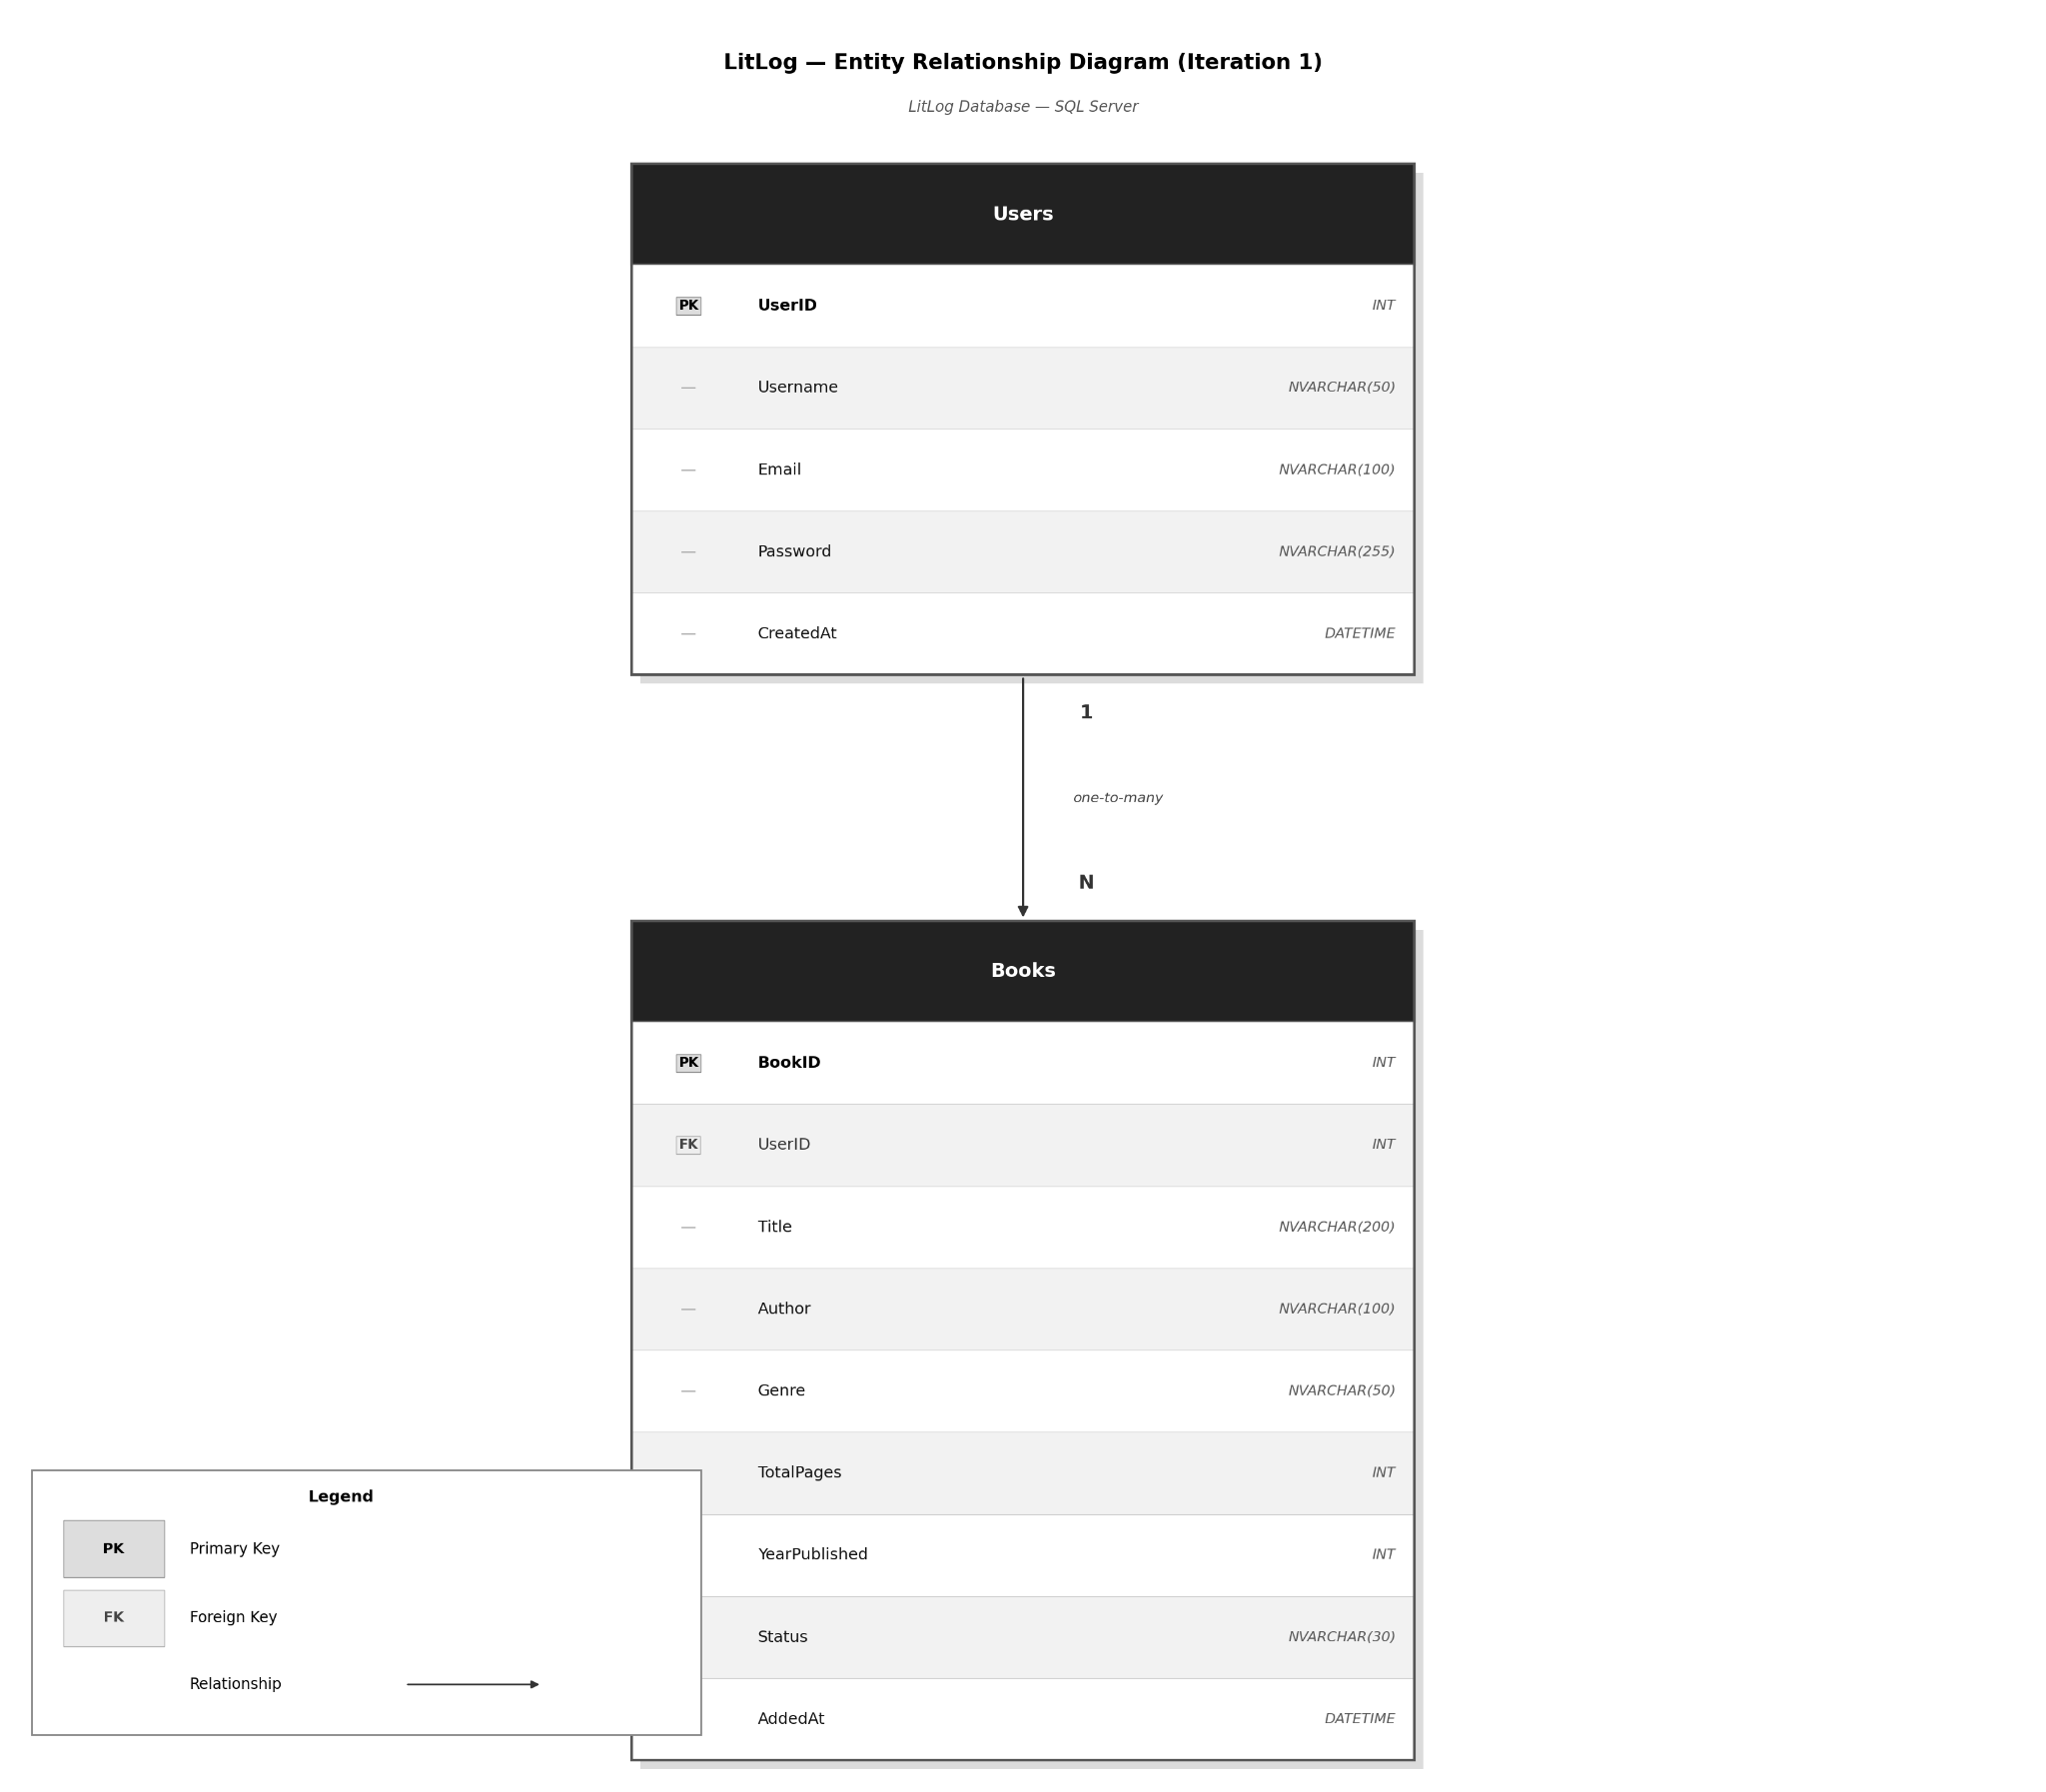 LitLog — Entity Relationship Diagram (Iteration 1)
LitLog Database — SQL Server
Users
PK UserID INT
— Username NVARCHAR(50)
— Email NVARCHAR(100)
— Password NVARCHAR(255)
— CreatedAt DATETIME
1
one-to-many
N
Books
PK BookID INT
FK UserID INT
— Title NVARCHAR(200)
— Author NVARCHAR(100)
— Genre NVARCHAR(50)
TotalPages INT
YearPublished INT
Status NVARCHAR(30)
AddedAt DATETIME
Legend
PK Primary Key
FK Foreign Key
Relationship